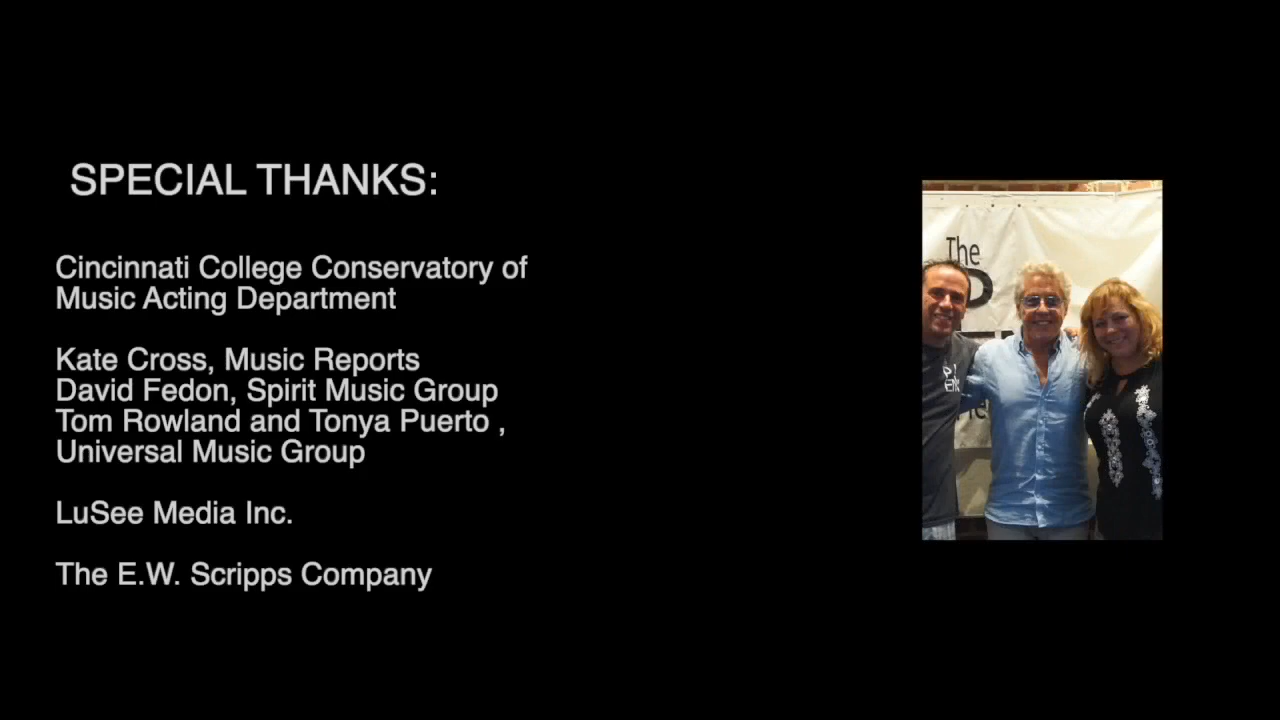 SPECIAL THANKS:
Cincinnati College Conservatory of
Music Acting Department
Kate Cross, Music Reports
David Fedon, Spirit Music Group
Tom Rowland and Tonya Puerto ,
Universal Music Group
LuSee Media Inc.
The E.W. Scripps Company
The